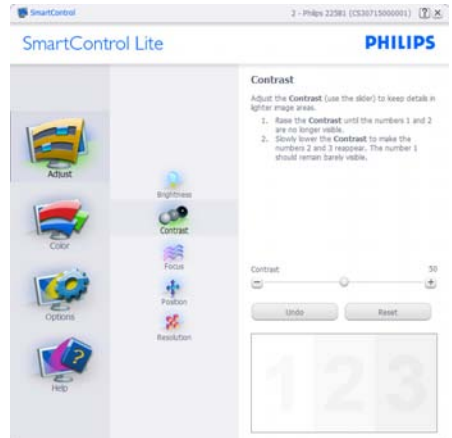 SmartControl
2 - Philips 225B1 (CS30715000001)
SmartControl Lite
PHILIPS
Adjust
Color
Options
Help
Brightness
Contrast
Focus
Position
Resolution
Contrast
Adjust the Contrast (use the slider) to keep details in
lighter image areas.
1. Raise the Contrast until the numbers 1 and 2
are no longer visible.
2. Slowly lower the Contrast to make the
numbers 2 and 3 reappear. The number 1
should remain barely visible.
Contrast
50
Undo
Reset
1 2 3